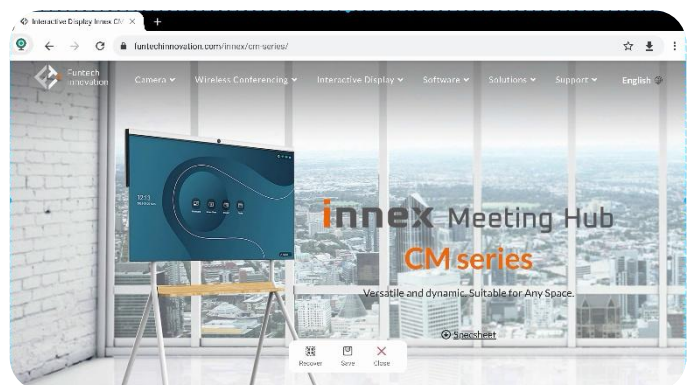 Interactive Display Innex CM
funtechinnovation.com/innex/cm-series/
Funtech
Innovation
Camera
Wireless Conferencing
Interactive Display
Software
Solutions
Support
English
1213
innex Meeting Hub
CM series
Versatile and dynamic. Suitable for Any Space.
Specsheet
Recover
Save
Close